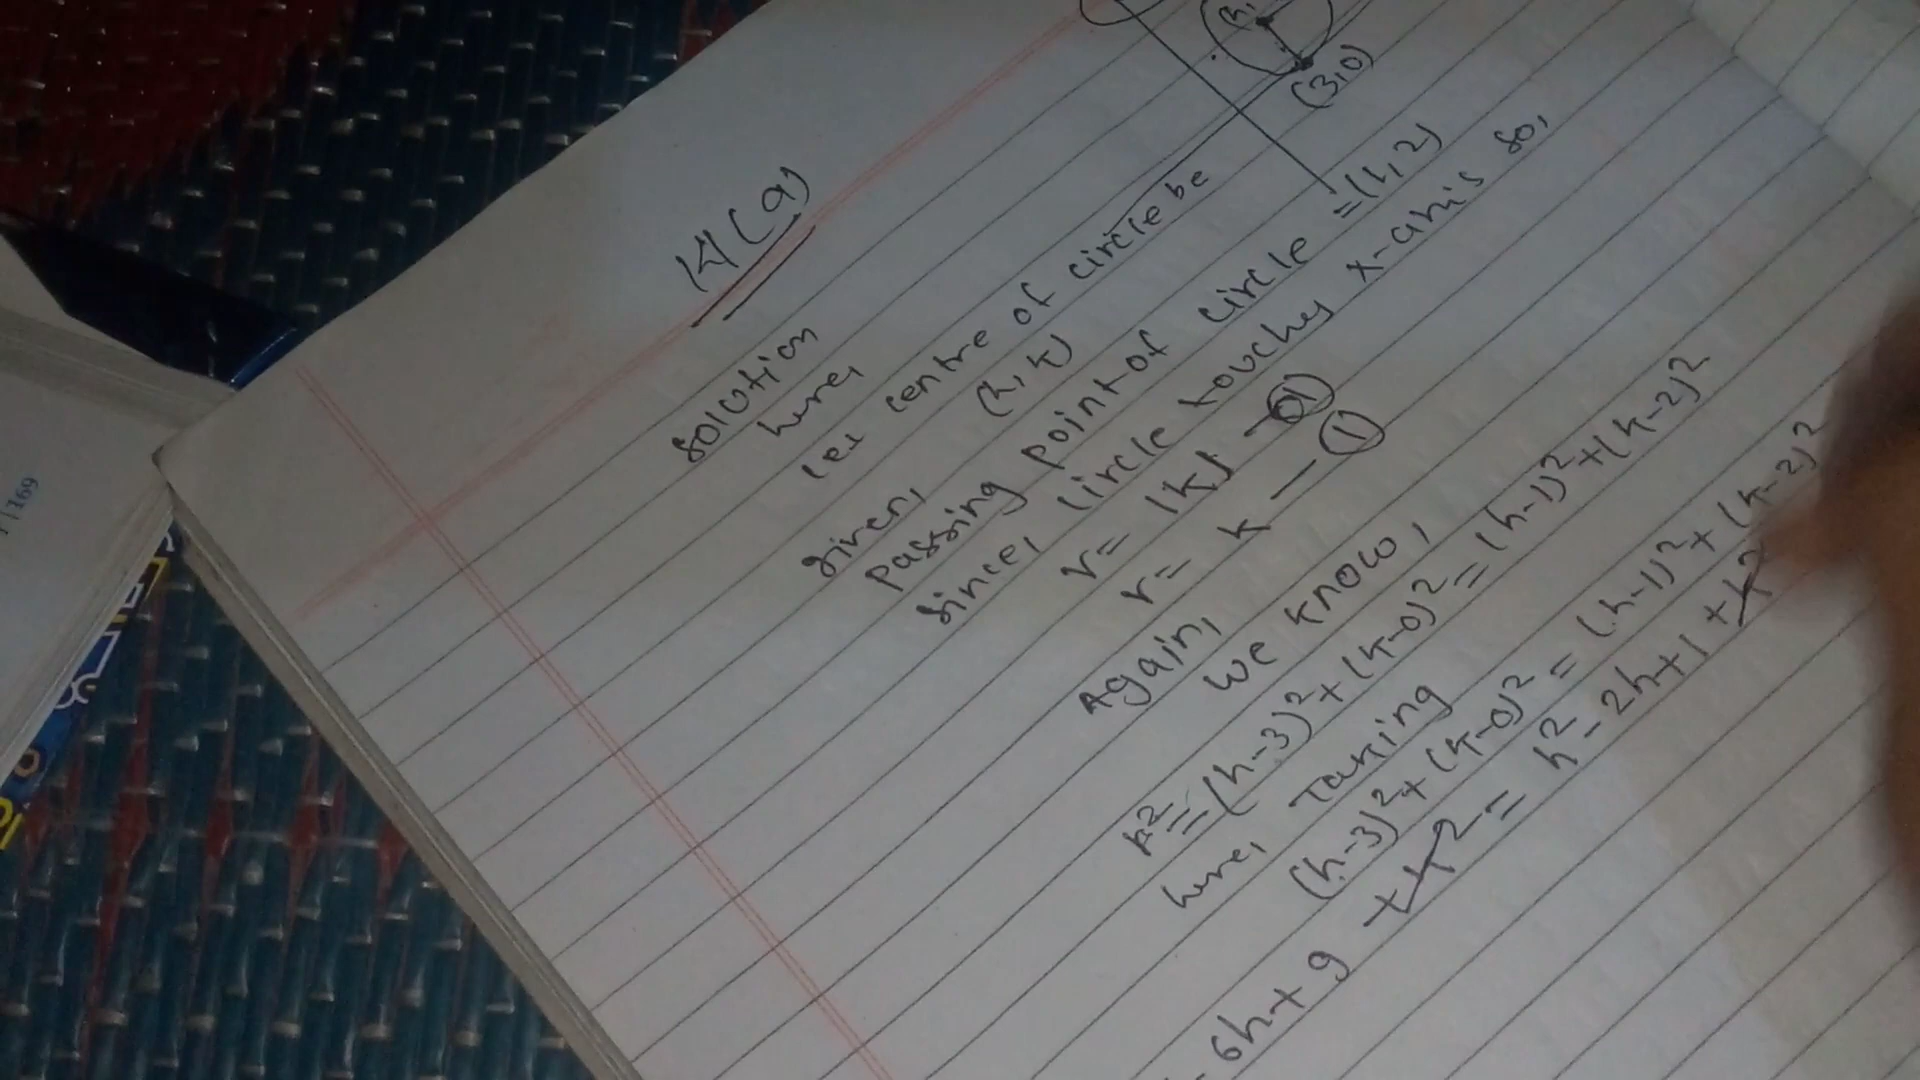 (3,0)
14(a)
solution
here,
let centre of circle be
(h, k)
given,
passing point of circle = (1, 2)
since, circle touches x-axis so,
r = |k|
r = k — (1)
Again,
we know,
k² = (h-3)² + (k-0)² = (h-1)² + (k-2)²
here, Taking
(h-3)² + (k-0)² = (h-1)² + (k-2)²
- 6h + 9 + k² = h² - 2h + 1 + k²
169